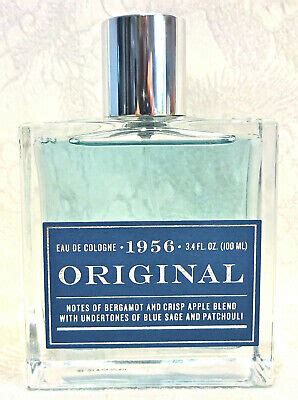 EAU DE COLOGNE • 1956 • 3.4 FL. OZ. (100 ML)
ORIGINAL
NOTES OF BERGAMOT AND CRISP APPLE BLEND
WITH UNDERTONES OF BLUE SAGE AND PATCHOULI